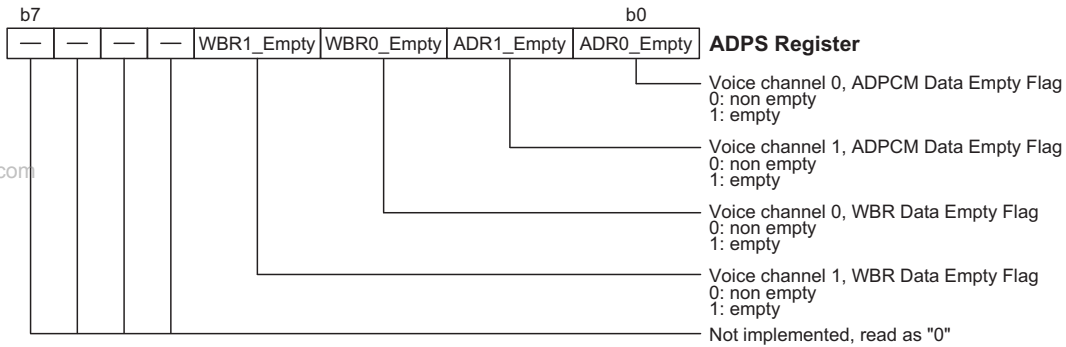 b7 b0
— — — — WBR1_Empty WBR0_Empty ADR1_Empty ADR0_Empty ADPS Register
Voice channel 0, ADPCM Data Empty Flag
0: non empty
1: empty
Voice channel 1, ADPCM Data Empty Flag
0: non empty
1: empty
com
Voice channel 0, WBR Data Empty Flag
0: non empty
1: empty
Voice channel 1, WBR Data Empty Flag
0: non empty
1: empty
Not implemented, read as "0"